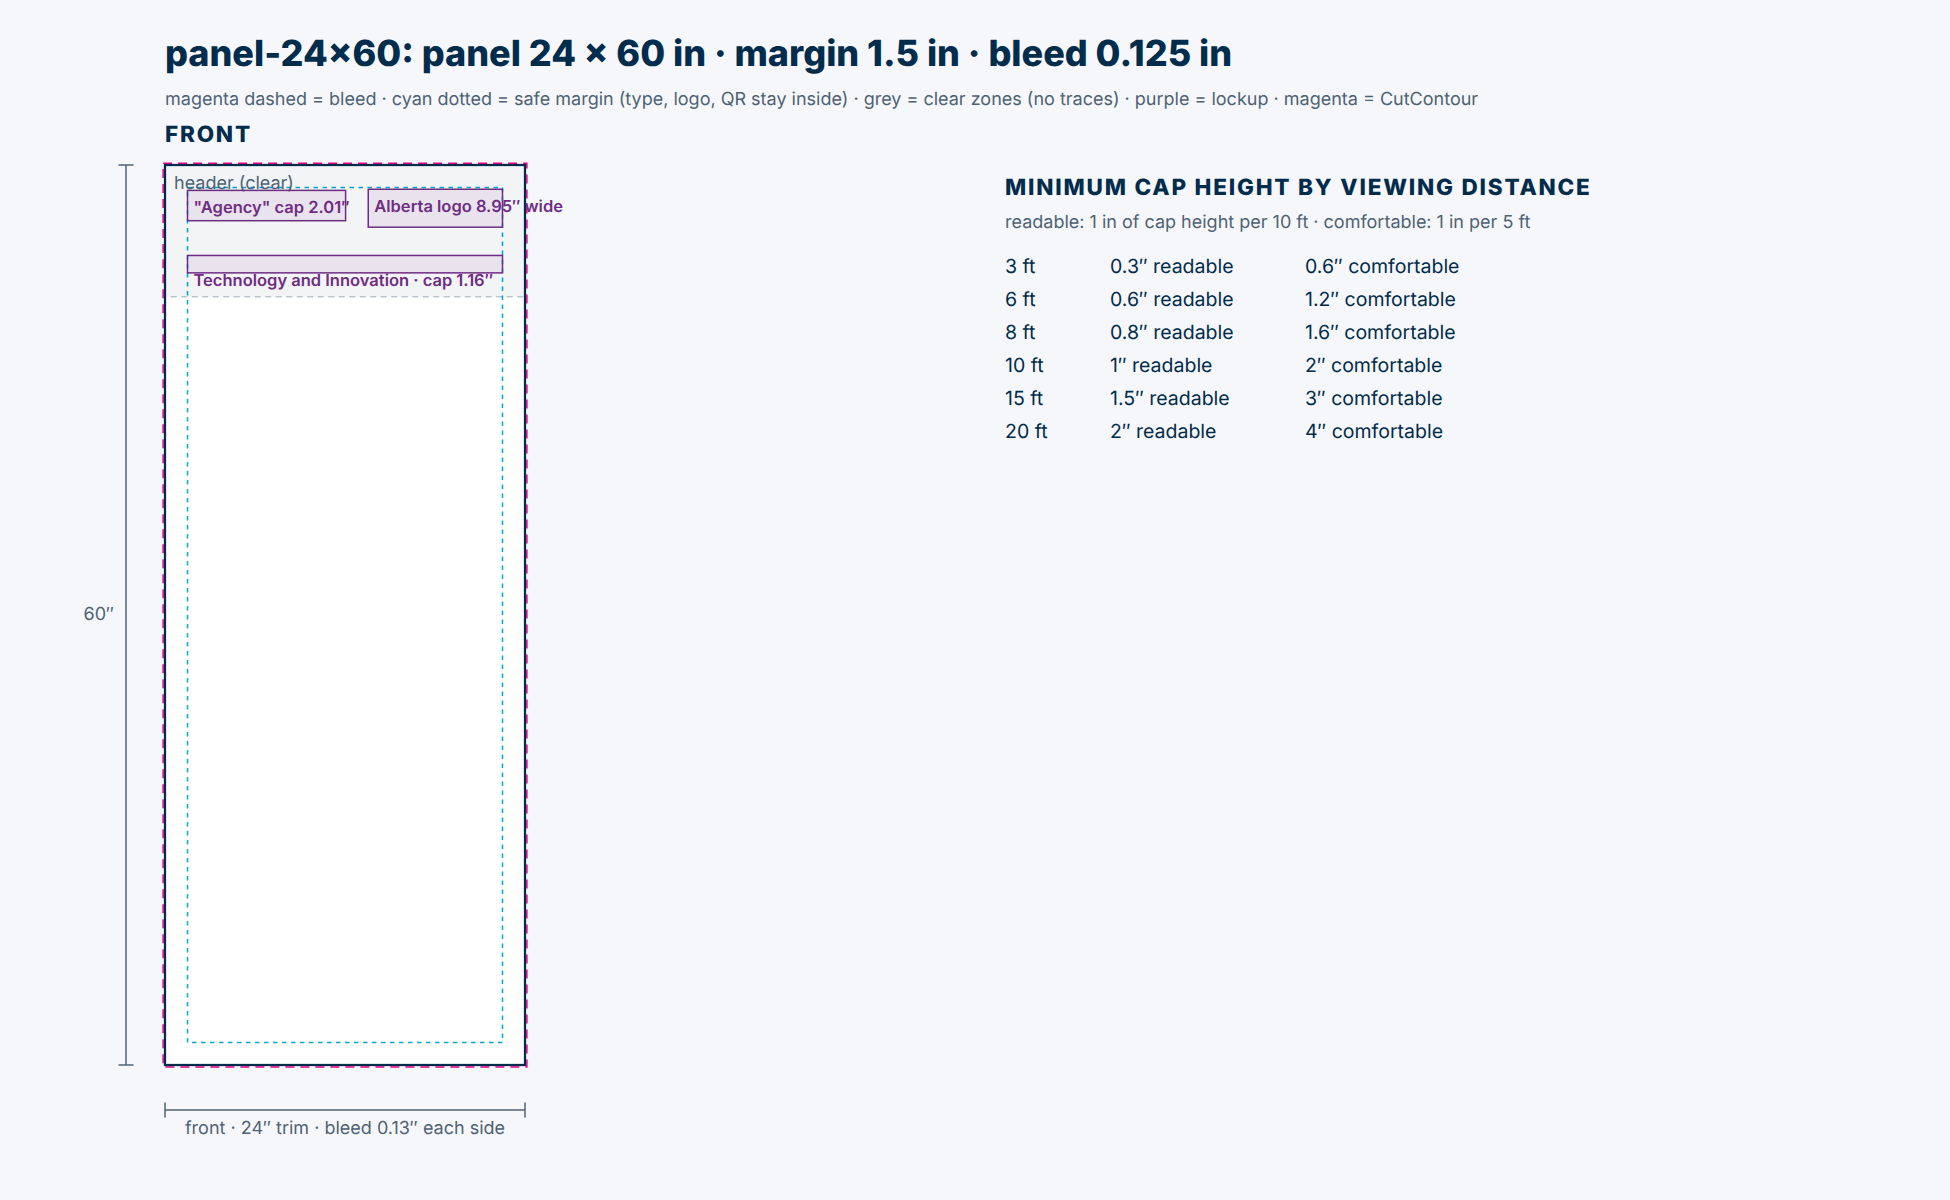 panel-24×60: panel 24 × 60 in · margin 1.5 in · bleed 0.125 in
magenta dashed = bleed · cyan dotted = safe margin (type, logo, QR stay inside) · grey = clear zones (no traces) · purple = lockup · magenta = CutContour
FRONT
header (clear)
"Agency" cap 2.01″
Alberta logo 8.95″ wide
Technology and Innovation · cap 1.16″
60″
front · 24″ trim · bleed 0.13″ each side
MINIMUM CAP HEIGHT BY VIEWING DISTANCE
readable: 1 in of cap height per 10 ft · comfortable: 1 in per 5 ft
3 ft 0.3″ readable 0.6″ comfortable
6 ft 0.6″ readable 1.2″ comfortable
8 ft 0.8″ readable 1.6″ comfortable
10 ft 1″ readable 2″ comfortable
15 ft 1.5″ readable 3″ comfortable
20 ft 2″ readable 4″ comfortable